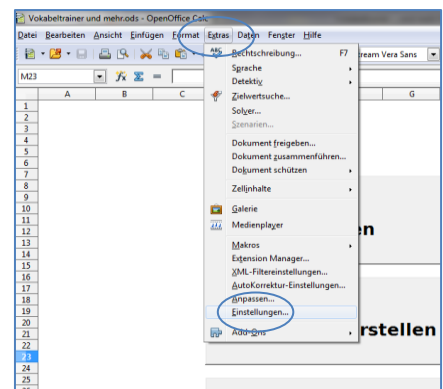 Vokabeltrainer und mehr.ods - OpenOffice Calc
Datei Bearbeiten Ansicht Einfügen Format Extras Daten Fenster Hilfe
ABC Rechtschreibung... F7
Sprache
Detektiv
Zielwertsuche...
Solver...
Szenarien...
Dokument freigeben...
Dokument zusammenführen...
Dokument schützen
Zellinhalte
Galerie
Medienplayer
Makros
Extension Manager...
XML-Filtereinstellungen...
AutoKorrektur-Einstellungen...
Anpassen...
Einstellungen...
Add-Ons
ream Vera Sans
M23
A B C G
1
2
3
4
5
6
7
8
9
10
11
12
13
14
15
16
17
18
19
20
21
22
23
24
25
en
rstellen